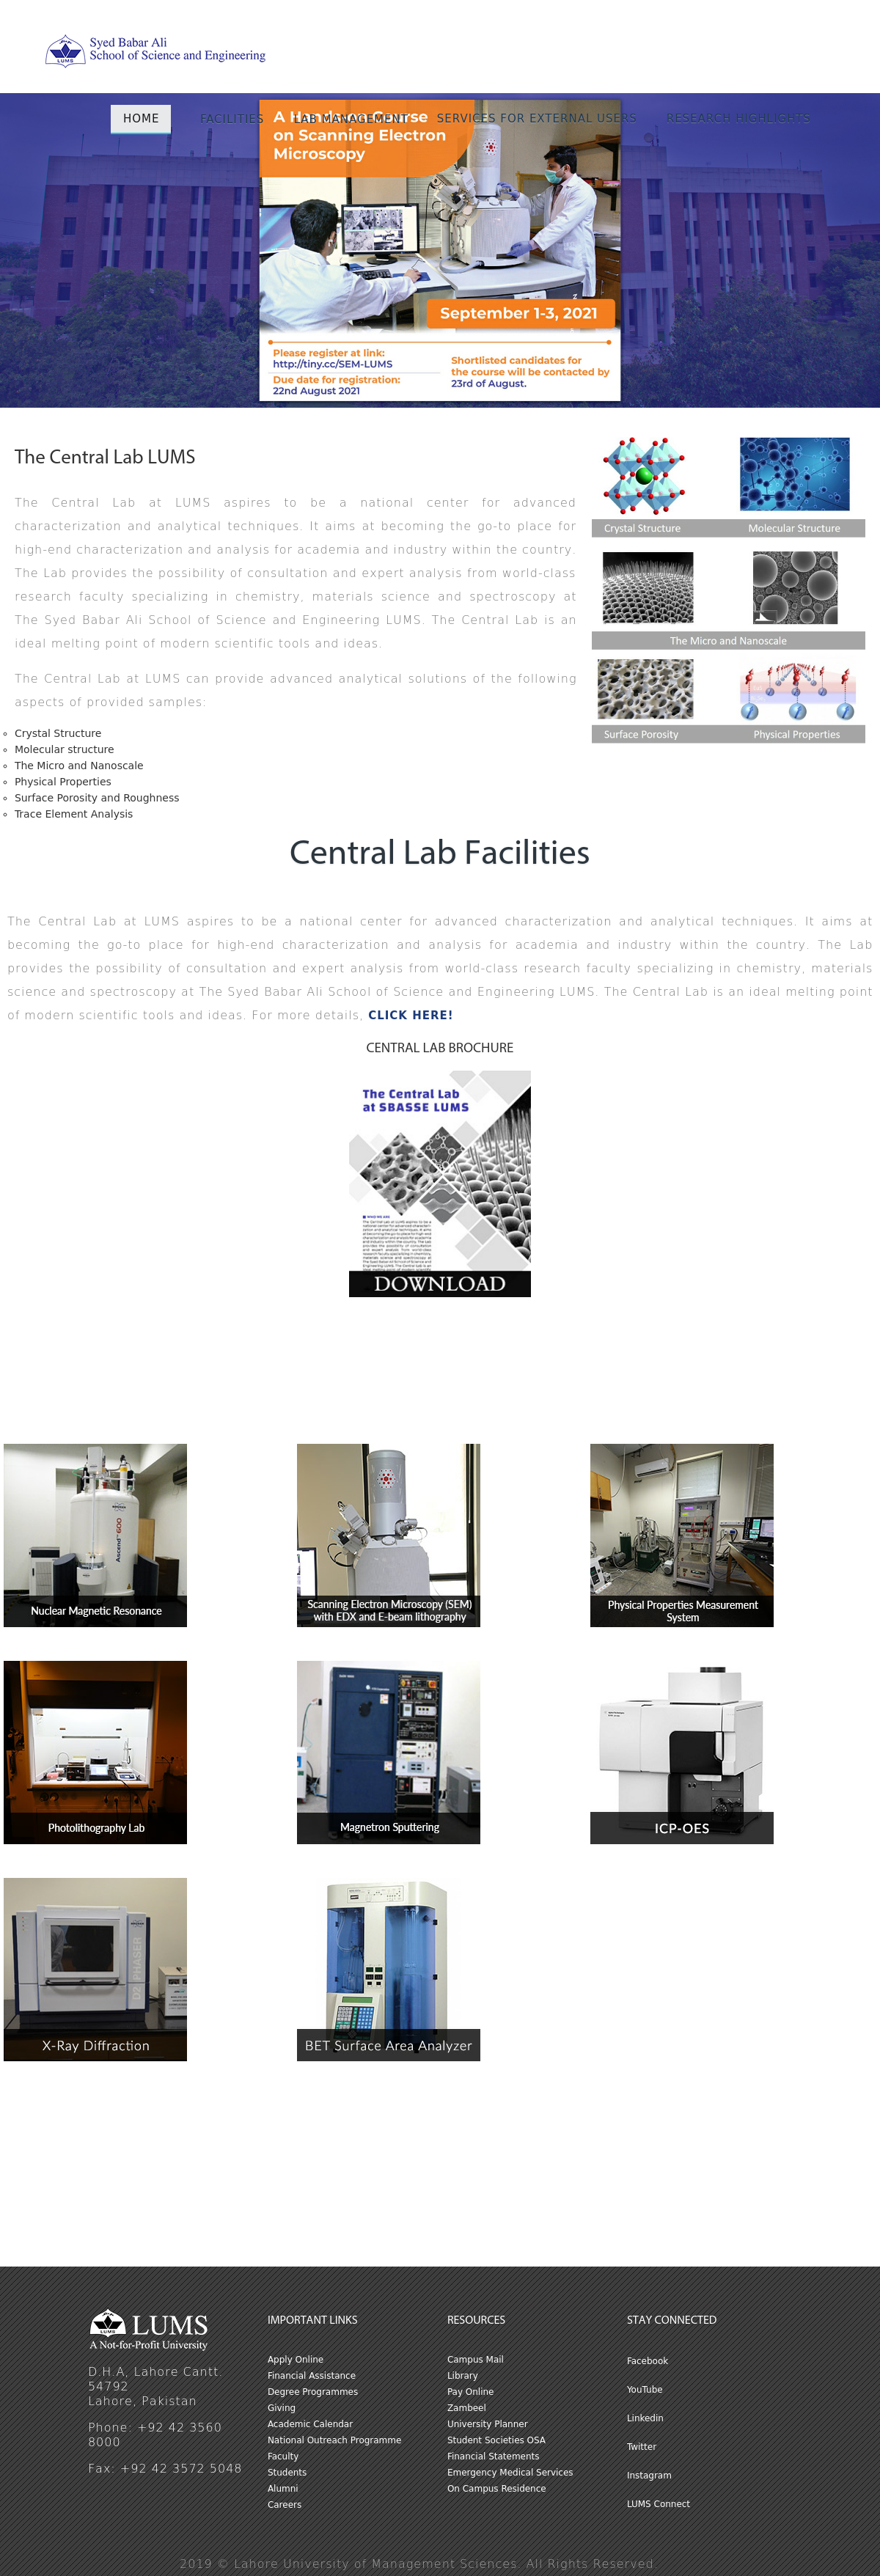 Syed Babar Ali
School of Science and Engineering
LUMS
HOME
FACILITIES
LAB MANAGEMENT
SERVICES FOR EXTERNAL USERS
RESEARCH HIGHLIGHTS
A Hands-on Course
on Scanning Electron
Microscopy
September 1-3, 2021
Please register at link:
http://tiny.cc/SEM-LUMS
Due date for registration:
22nd August 2021
Shortlisted candidates for
the course will be contacted by
23rd of August.
The Central Lab LUMS
The Central Lab at LUMS aspires to be a national center for advanced
characterization and analytical techniques. It aims at becoming the go-to place for
high-end characterization and analysis for academia and industry within the country.
The Lab provides the possibility of consultation and expert analysis from world-class
research faculty specializing in chemistry, materials science and spectroscopy at
The Syed Babar Ali School of Science and Engineering LUMS. The Central Lab is an
ideal melting point of modern scientific tools and ideas.
The Central Lab at LUMS can provide advanced analytical solutions of the following
aspects of provided samples:
Crystal Structure
Molecular structure
The Micro and Nanoscale
Physical Properties
Surface Porosity and Roughness
Trace Element Analysis
Crystal Structure
Molecular Structure
The Micro and Nanoscale
Surface Porosity
Physical Properties
Central Lab Facilities
The Central Lab at LUMS aspires to be a national center for advanced characterization and analytical techniques. It aims at
becoming the go-to place for high-end characterization and analysis for academia and industry within the country. The Lab
provides the possibility of consultation and expert analysis from world-class research faculty specializing in chemistry, materials
science and spectroscopy at The Syed Babar Ali School of Science and Engineering LUMS. The Central Lab is an ideal melting point
of modern scientific tools and ideas. For more details, CLICK HERE!
CENTRAL LAB BROCHURE
The Central Lab
at SBASSE LUMS
WHO WE ARE
DOWNLOAD
Ascend 600
Nuclear Magnetic Resonance
Scanning Electron Microscopy (SEM)
with EDX and E-beam lithography
Physical Properties Measurement
System
Photolithography Lab
Magnetron Sputtering
ICP-OES
D2 PHASER
X-Ray Diffraction
BET Surface Area Analyzer
LUMS
A Not-for-Profit University
D.H.A, Lahore Cantt.
54792
Lahore, Pakistan
Phone: +92 42 3560
8000
Fax: +92 42 3572 5048
IMPORTANT LINKS
Apply Online
Financial Assistance
Degree Programmes
Giving
Academic Calendar
National Outreach Programme
Faculty
Students
Alumni
Careers
RESOURCES
Campus Mail
Library
Pay Online
Zambeel
University Planner
Student Societies OSA
Financial Statements
Emergency Medical Services
On Campus Residence
STAY CONNECTED
Facebook
YouTube
Linkedin
Twitter
Instagram
LUMS Connect
2019 © Lahore University of Management Sciences. All Rights Reserved.